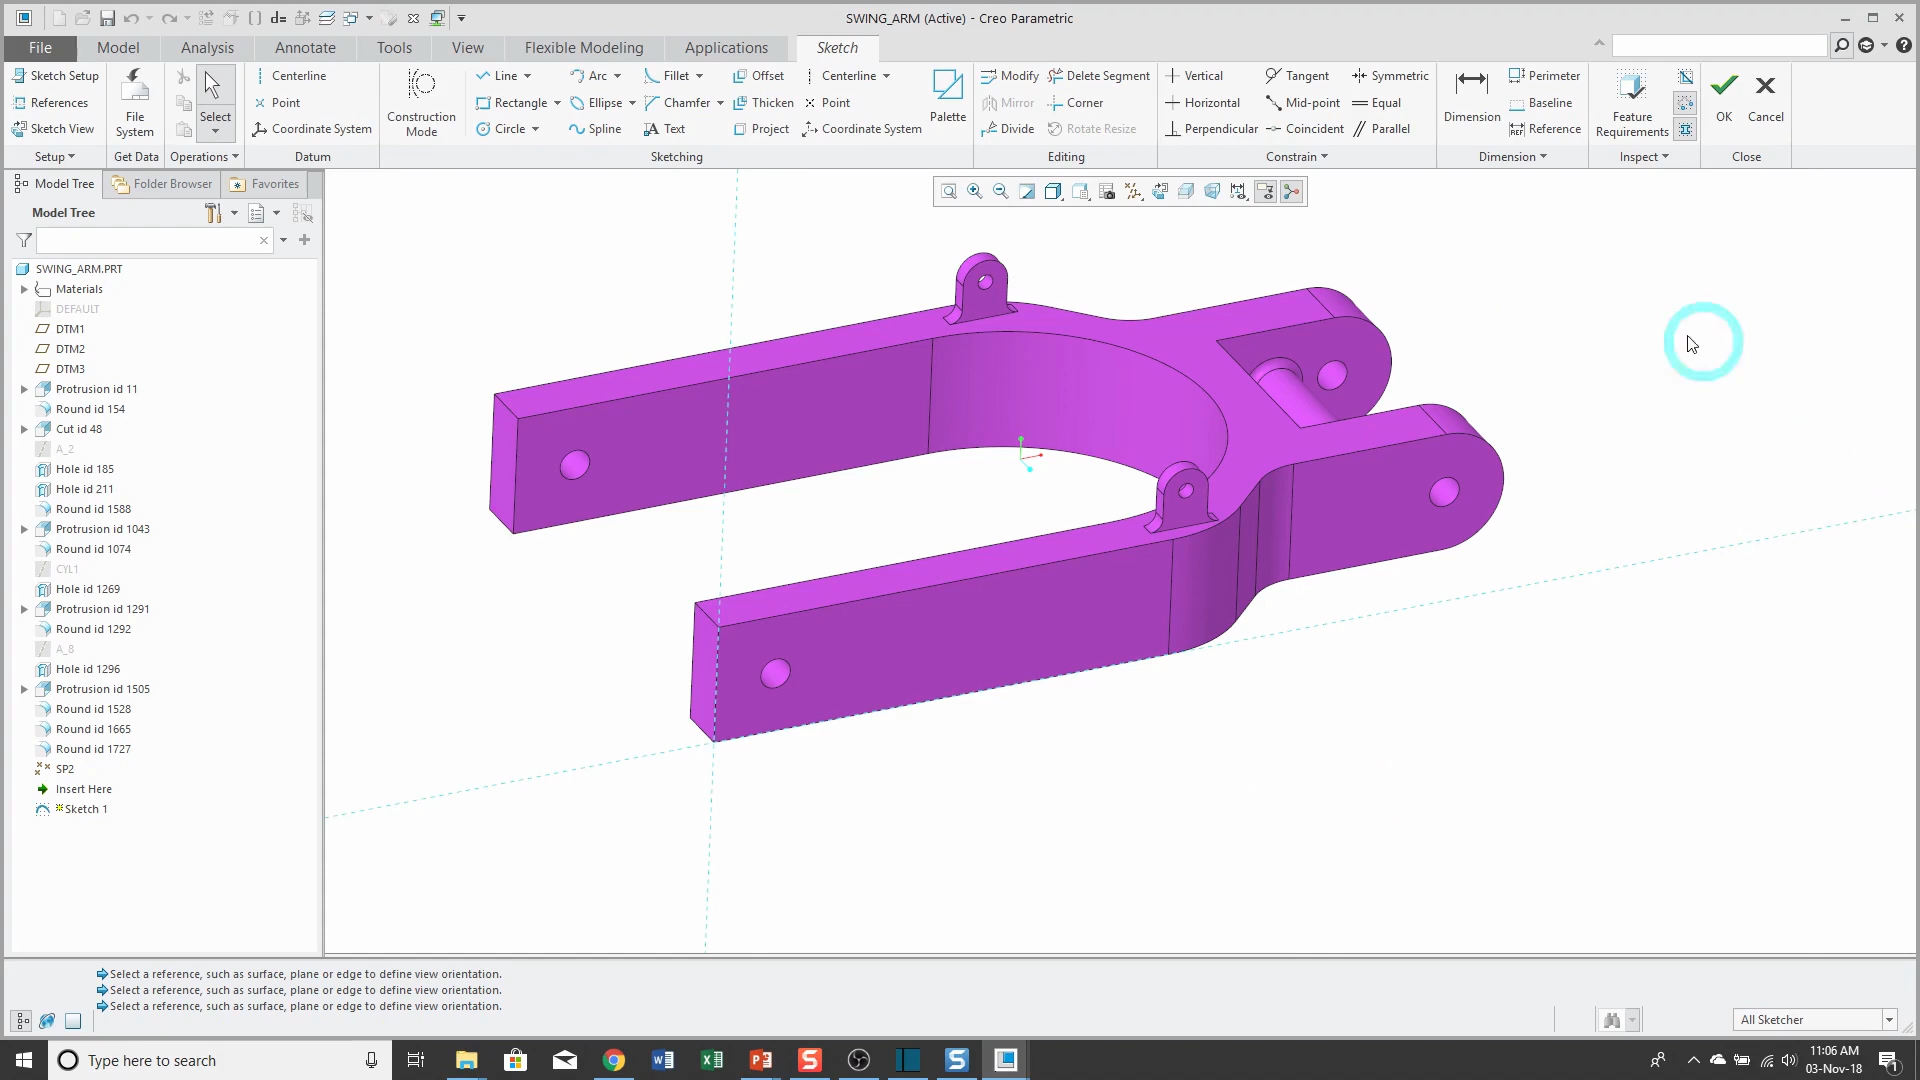 SWING_ARM (Active) - Creo Parametric
File Model Analysis Annotate Tools View Flexible Modeling Applications Sketch
Sketch Setup
References
Sketch View
Setup
File System
Get Data
Select
Operations
Centerline
Point
Coordinate System
Datum
Construction Mode
Line Arc Fillet Offset Centerline
Rectangle Ellipse Chamfer Thicken Point
Circle Spline Text Project Coordinate System
Palette
Sketching
Modify Delete Segment
Mirror Corner
Divide Rotate Resize
Editing
Vertical Tangent Symmetric
Horizontal Mid-point Equal
Perpendicular Coincident Parallel
Constrain
Dimension
Perimeter
Baseline
Reference
Dimension
Feature Requirements
Inspect
OK
Cancel
Close
Model Tree Folder Browser Favorites
Model Tree
SWING_ARM.PRT
Materials
DEFAULT
DTM1
DTM2
DTM3
Protrusion id 11
Round id 154
Cut id 48
A_2
Hole id 185
Hole id 211
Round id 1588
Protrusion id 1043
Round id 1074
CYL1
Hole id 1269
Protrusion id 1291
Round id 1292
A_8
Hole id 1296
Protrusion id 1505
Round id 1528
Round id 1665
Round id 1727
SP2
Insert Here
Sketch 1
Select a reference, such as surface, plane or edge to define view orientation.
Select a reference, such as surface, plane or edge to define view orientation.
Select a reference, such as surface, plane or edge to define view orientation.
All Sketcher
Type here to search
11:06 AM
03-Nov-18